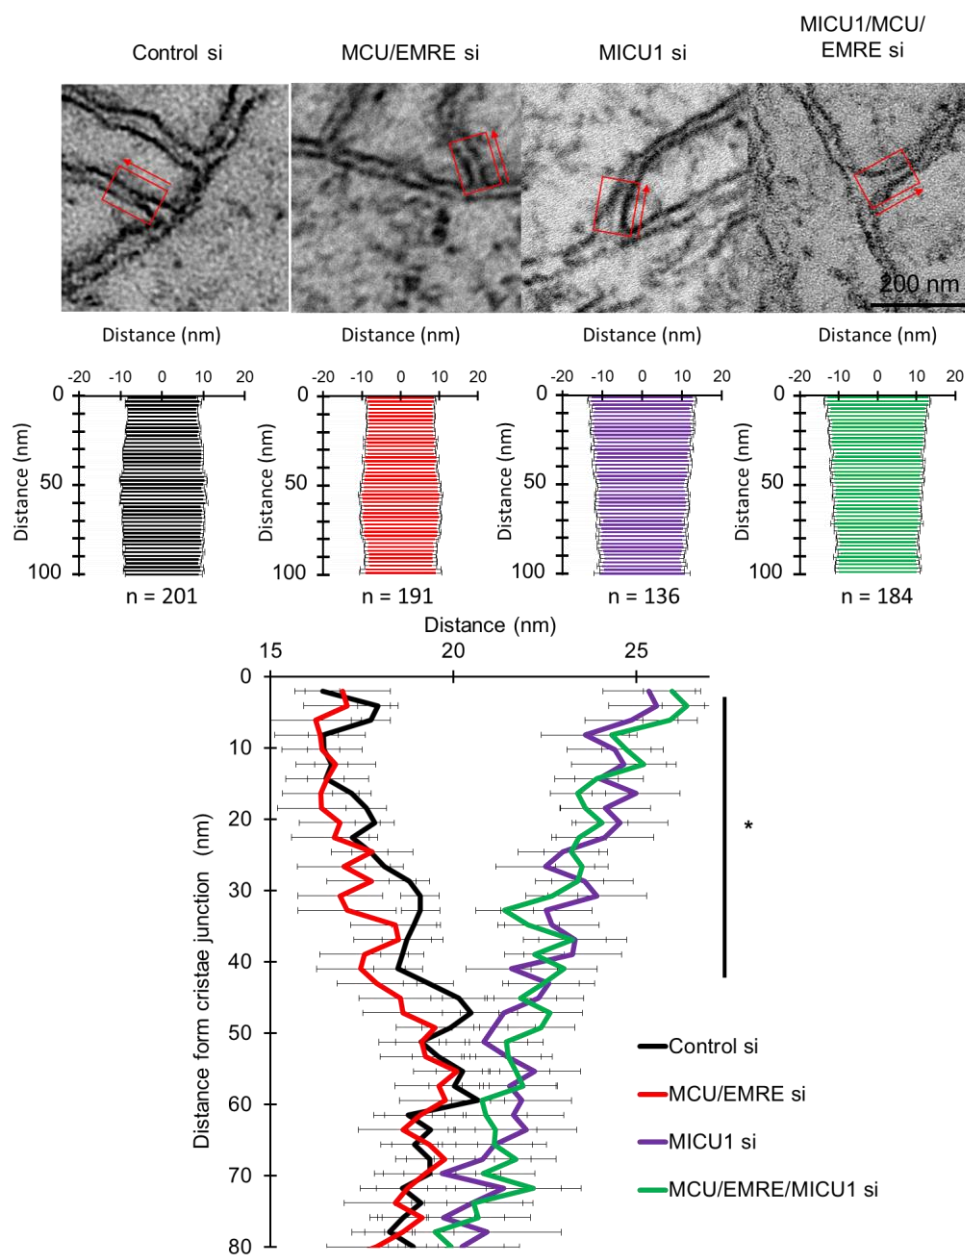 Control si
MCU/EMRE si
MICU1 si
MICU1/MCU/
EMRE si
200 nm
Distance (nm)
Distance (nm)
Distance (nm)
Distance (nm)
-20 -10 0 10 20
-20 -10 0 10 20
-20 -10 0 10 20
-20 -10 0 10 20
Distance (nm)
0
50
100
Distance (nm)
0
50
100
Distance (nm)
0
50
100
Distance (nm)
0
50
100
n = 201
n = 191
n = 136
n = 184
Distance (nm)
15 20 25
Distance form cristae junction (nm)
0
10
20
30
40
50
60
70
80
*
Control si
MCU/EMRE si
MICU1 si
MCU/EMRE/MICU1 si